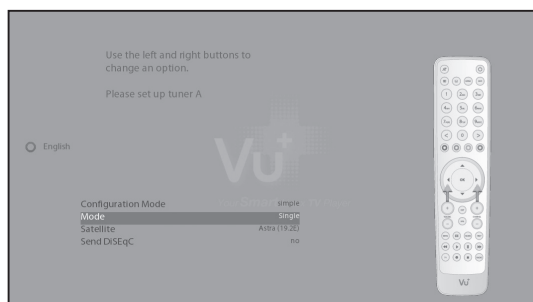 Use the left and right buttons to
change an option.
Please set up tuner A
English
Vu+
Configuration Mode simple
Mode Single
Satellite Astra (19.2E)
Send DiSEqC no
OK
Vu+